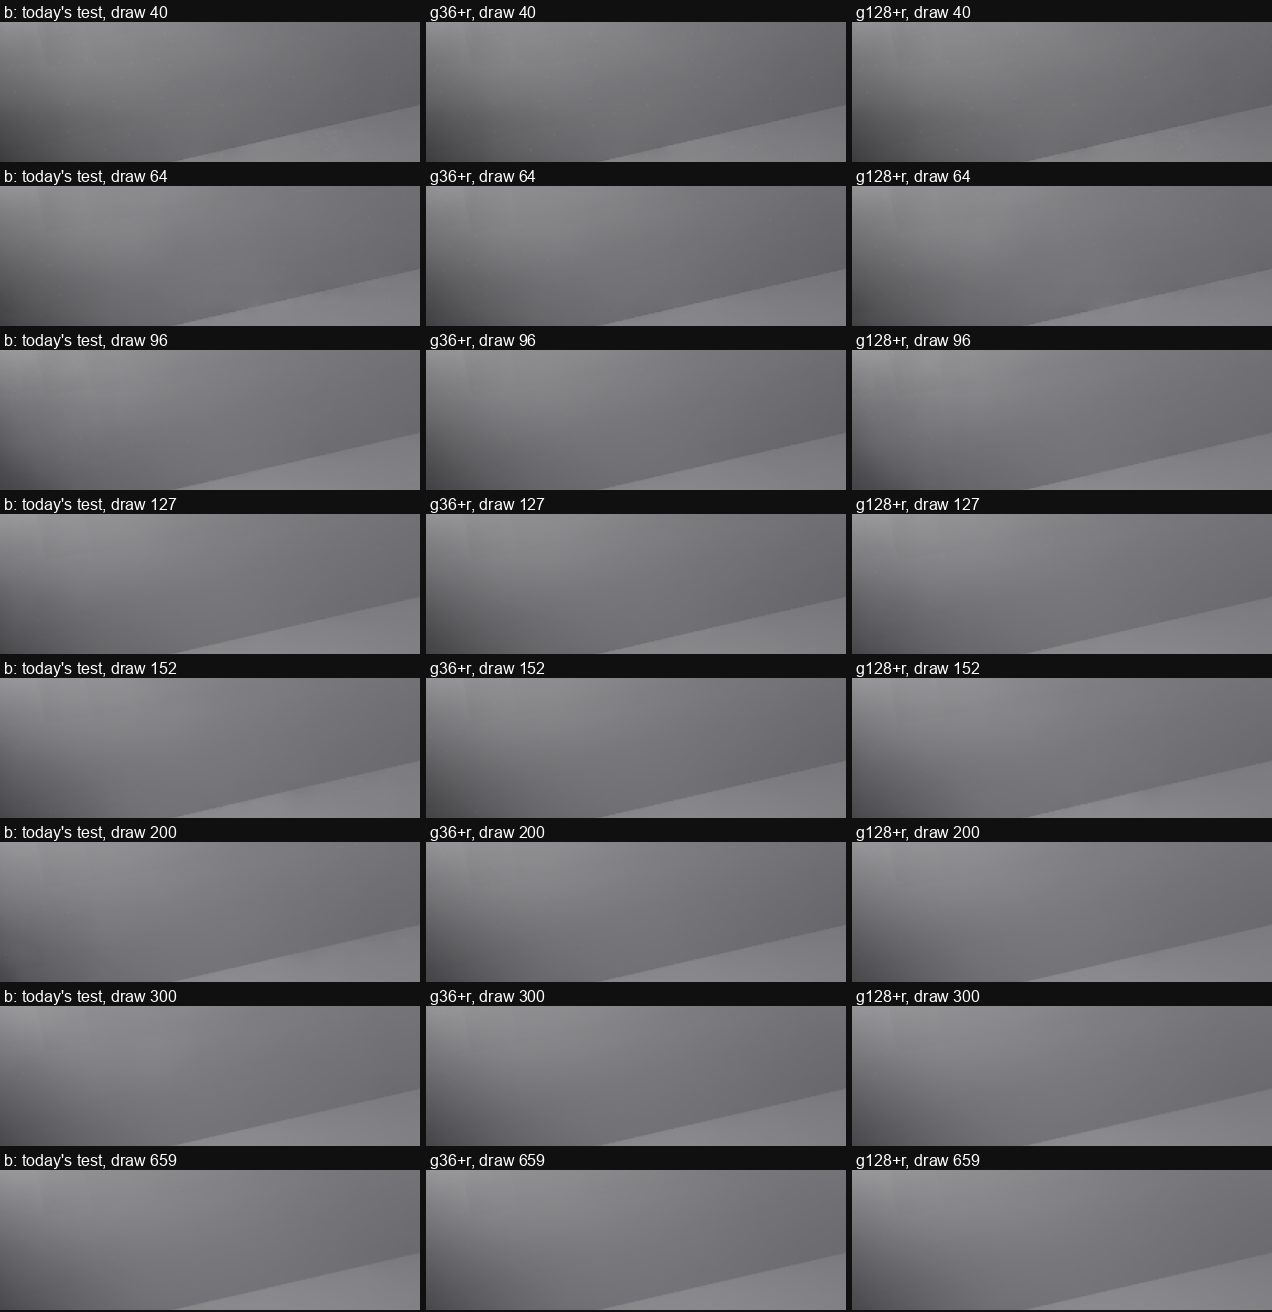 b: today's test, draw 40
g36+r, draw 40
g128+r, draw 40
b: today's test, draw 64
g36+r, draw 64
g128+r, draw 64
b: today's test, draw 96
g36+r, draw 96
g128+r, draw 96
b: today's test, draw 127
g36+r, draw 127
g128+r, draw 127
b: today's test, draw 152
g36+r, draw 152
g128+r, draw 152
b: today's test, draw 200
g36+r, draw 200
g128+r, draw 200
b: today's test, draw 300
g36+r, draw 300
g128+r, draw 300
b: today's test, draw 659
g36+r, draw 659
g128+r, draw 659